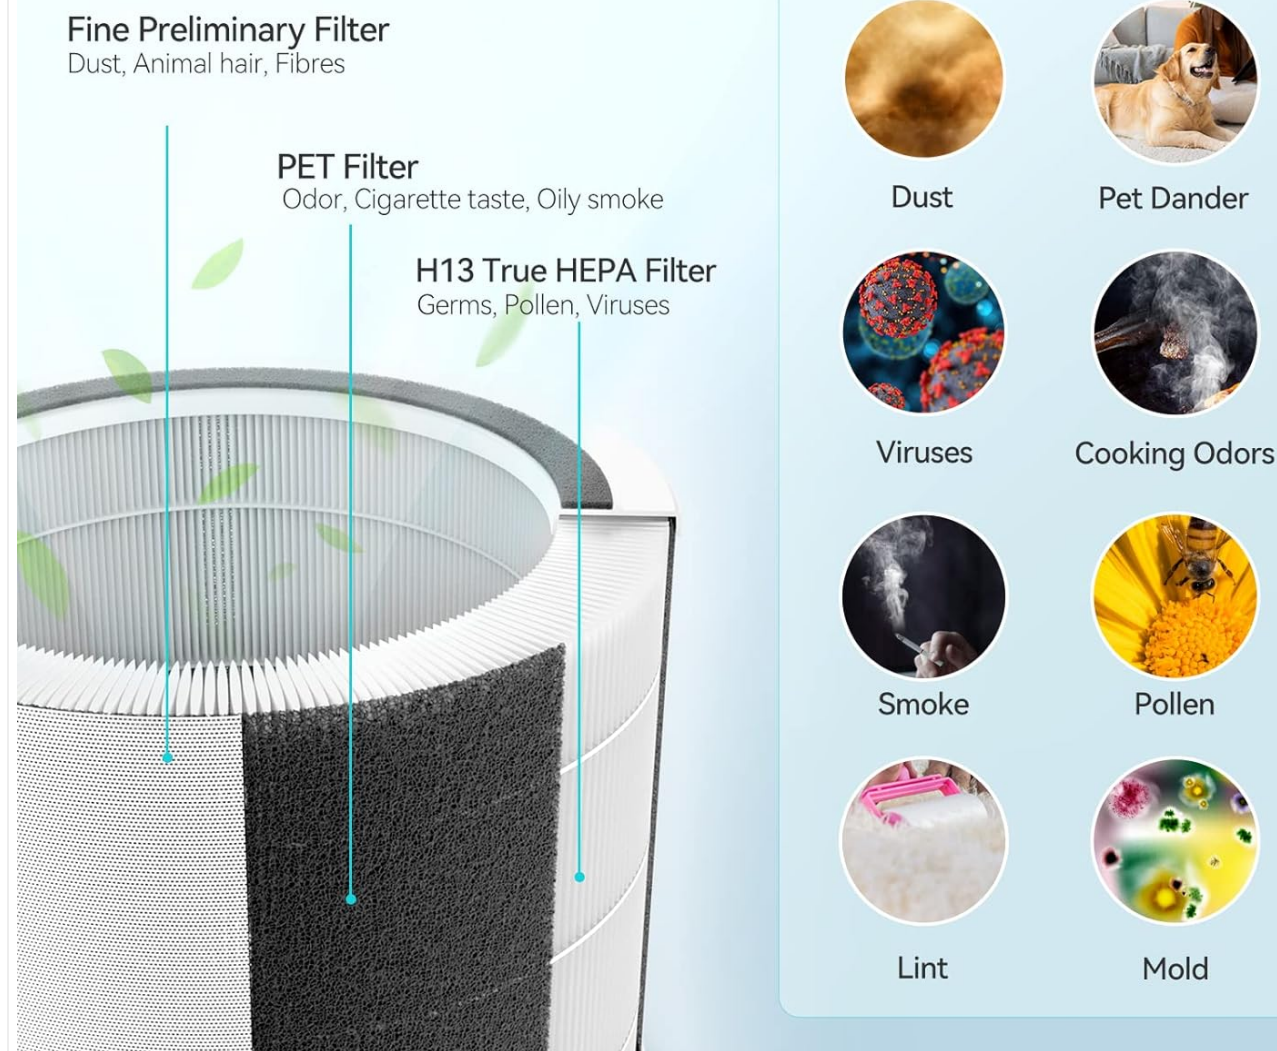 Fine Preliminary Filter
Dust, Animal hair, Fibres
PET Filter
Odor, Cigarette taste, Oily smoke
H13 True HEPA Filter
Germs, Pollen, Viruses
Dust
Pet Dander
Viruses
Cooking Odors
Smoke
Pollen
Lint
Mold